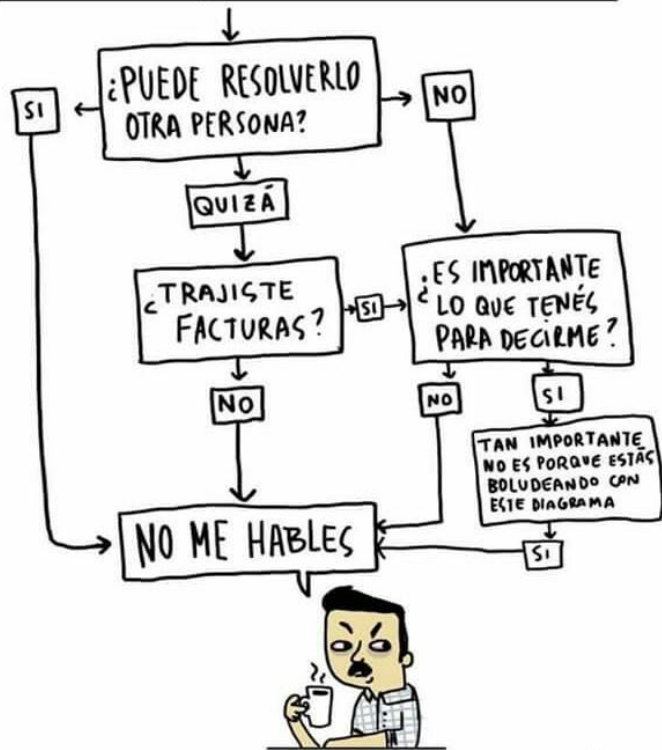 ¿PUEDE RESOLVERLO
OTRA PERSONA?
SI
NO
QUIZÁ
¿TRAJISTE
FACTURAS?
SI
¿ES IMPORTANTE
LO QUE TENÉS
PARA DECIRME?
NO
NO
SI
TAN IMPORTANTE
NO ES PORQUE ESTÁS
BOLUDEANDO CON
ESTE DIAGRAMA
NO ME HABLES
SI